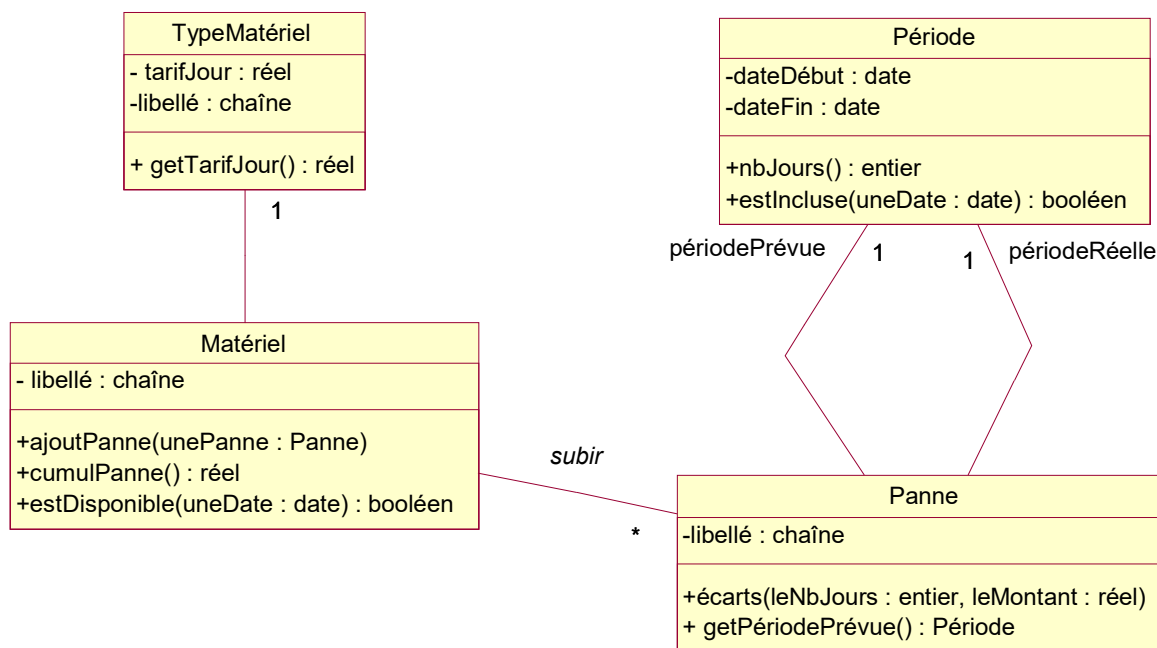 TypeMatériel
- tarifJour : réel
-libellé : chaîne
+ getTarifJour() : réel
1
Période
-dateDébut : date
-dateFin : date
+nbJours() : entier
+estIncluse(uneDate : date) : booléen
périodePrévue
1
1
périodeRéelle
Matériel
- libellé : chaîne
+ajoutPanne(unePanne : Panne)
+cumulPanne() : réel
+estDisponible(uneDate : date) : booléen
subir
*
Panne
-libellé : chaîne
+écarts(leNbJours : entier, leMontant : réel)
+ getPériodePrévue() : Période